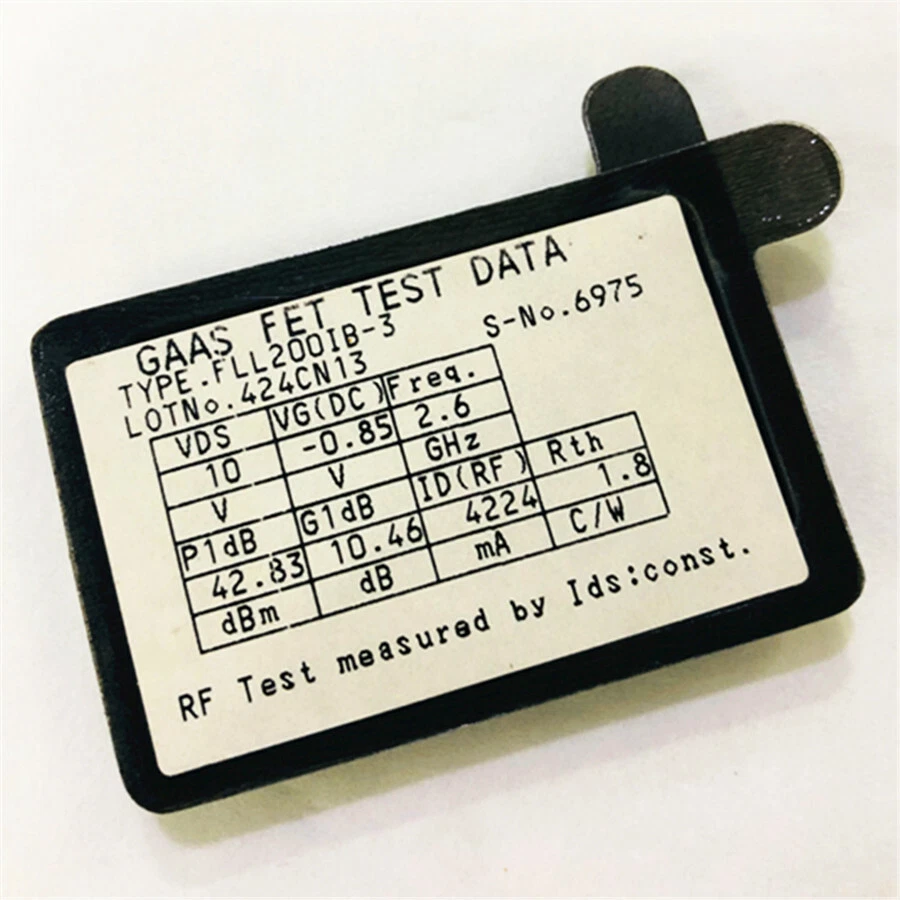 GAAS FET TEST DATA
TYPE.FLL200IB-3 S-No.6975
LOTNo.424CN13
VDS VG(DC) Freq.
10 -0.85 2.6
V V GHz
P1dB G1dB ID(RF) Rth
42.83 10.46 4224 1.8
dBm dB mA C/W
RF Test measured by Ids:const.